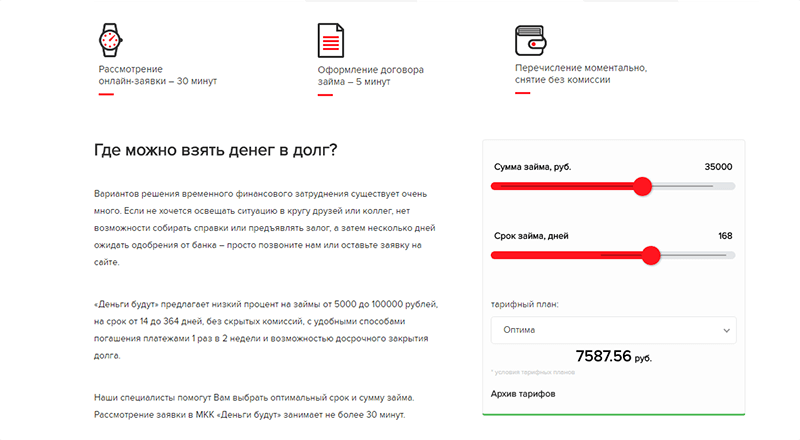 Рассмотрение
онлайн-заявки – 30 минут
Оформление договора
займа – 5 минут
Перечисление моментально,
снятие без комиссии
Где можно взять денег в долг?
Вариантов решения временного финансового затруднения существует очень
много. Если не хочется освещать ситуацию в кругу друзей или коллег, нет
возможности собирать справки или предъявлять залог, а затем несколько дней
ожидать одобрения от банка – просто позвоните нам или оставьте заявку на
сайте.
«Деньги будут» предлагает низкий процент на займы от 5000 до 100000 рублей,
на срок от 14 до 364 дней, без скрытых комиссий, с удобными способами
погашения платежами 1 раз в 2 недели и возможностью досрочного закрытия
долга.
Наши специалисты помогут Вам выбрать оптимальный срок и сумму займа.
Рассмотрение заявки в МКК «Деньги будут» занимает не более 30 минут.
Сумма займа, руб. 35000
Срок займа, дней 168
тарифный план:
Оптима
7587.56 руб.
* условия тарифных планов
Архив тарифов